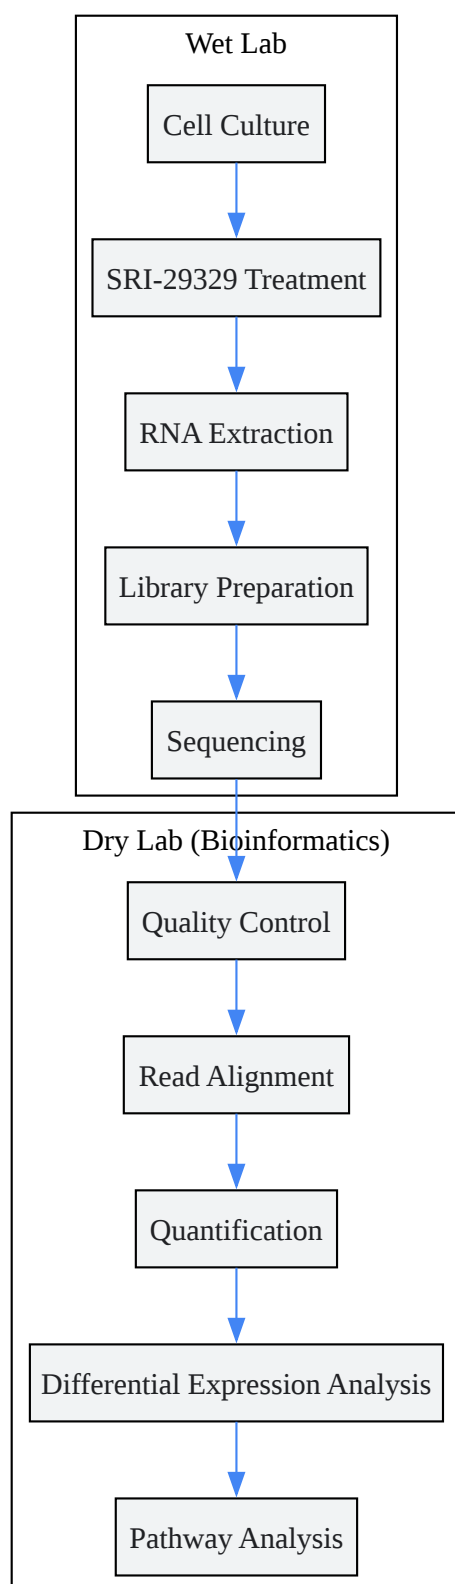 Wet Lab
Cell Culture
SRI-29329 Treatment
RNA Extraction
Library Preparation
Sequencing
Dry Lab (Bioinformatics)
Quality Control
Read Alignment
Quantification
Differential Expression Analysis
Pathway Analysis